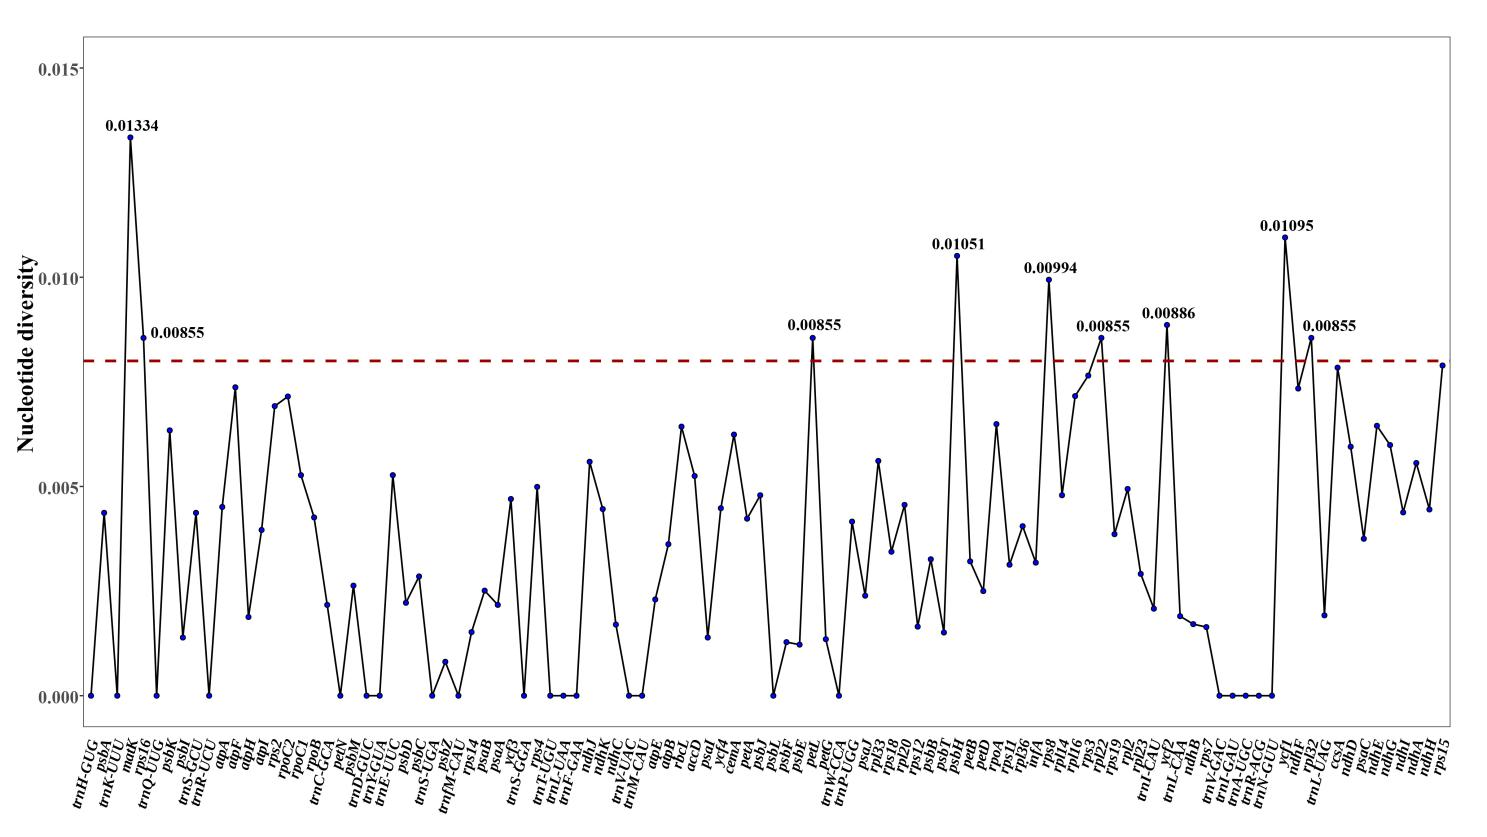 0.015
0.010
0.005
0.000
Nucleotide diversity
0.01334
0.00855
0.00855
0.01051
0.00994
0.00855
0.00886
0.01095
0.00855
trnH-GUG
psbA
trnK-UUU
matK
rps16
trnQ-UUG
psbK
psbI
trnS-GCU
trnR-UCU
atpA
atpF
atpH
atpI
rps2
rpoC2
rpoC1
rpoB
trnC-GCA
petN
psbM
trnD-GUC
trnY-GUA
trnE-UUC
psbD
psbC
trnS-UGA
psbZ
trnfM-CAU
rps14
psaB
psaA
ycf3
trnS-GGA
rps4
trnT-UGU
trnL-UAA
trnF-GAA
ndhJ
ndhK
ndhC
trnV-UAC
trnM-CAU
atpE
atpB
rbcL
accD
psaI
ycf4
cemA
petA
psbJ
psbL
psbF
psbE
petL
petG
trnW-CCA
trnP-UGG
psaJ
rpl33
rps18
rpl20
rps12
psbB
psbT
psbH
petB
petD
rpoA
rps11
rpl36
infA
rps8
rpl14
rpl16
rps3
rpl22
rps19
rpl2
rpl23
trnI-CAU
ycf2
trnL-CAA
ndhB
rps7
trnV-GAC
trnI-GAU
trnA-UGC
trnR-ACG
trnN-GUU
ycf1
ndhF
rp32
trnL-UAG
ccsA
ndhD
psaC
ndhE
ndhG
ndhI
ndhA
ndhH
rps15